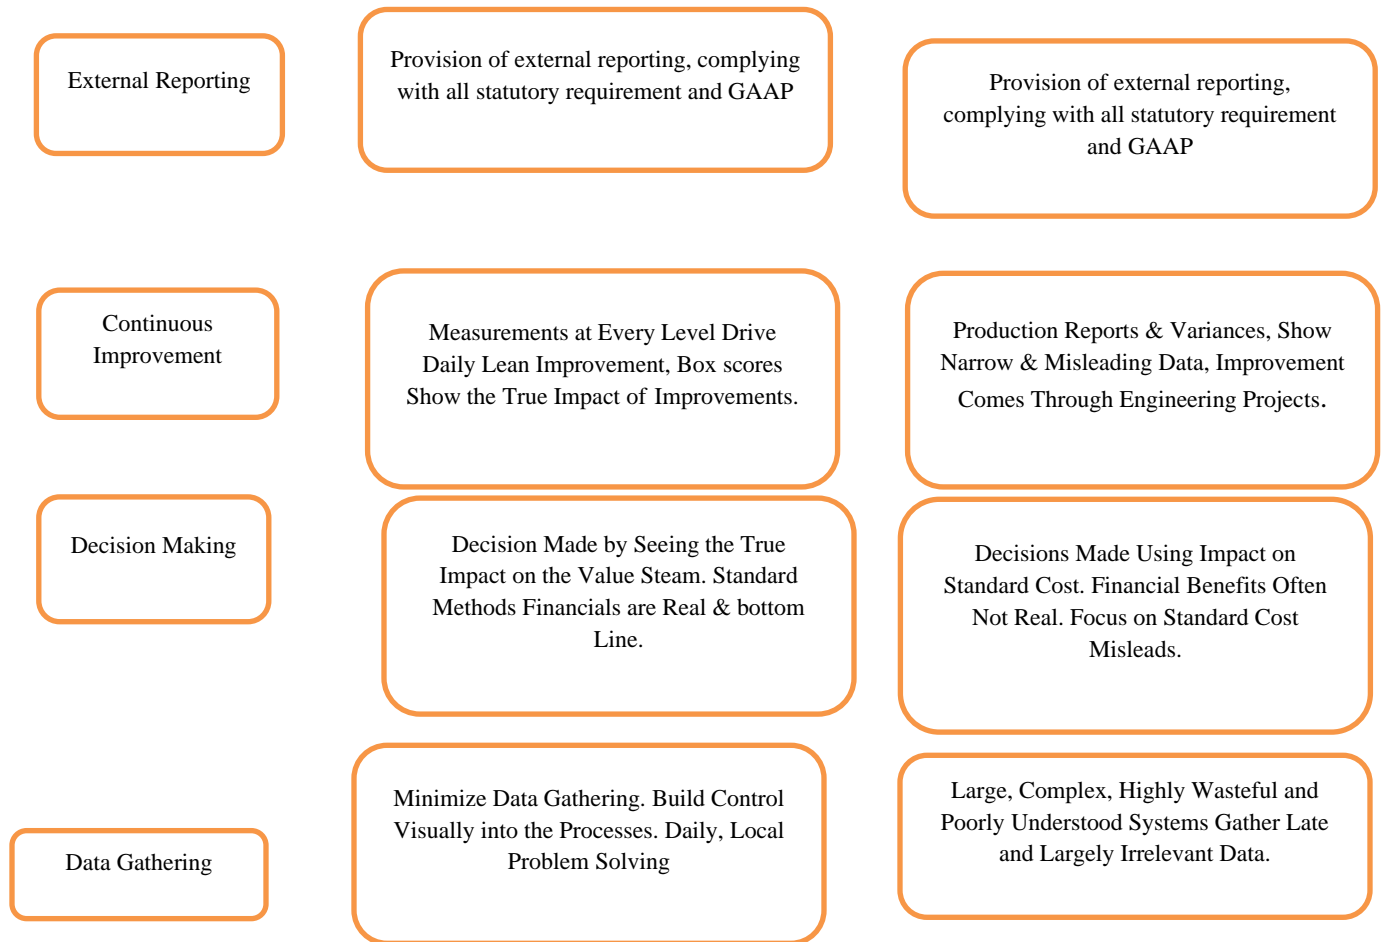 External Reporting
Provision of external reporting, complying
with all statutory requirement and GAAP
Provision of external reporting,
complying with all statutory requirement
and GAAP
Continuous
Improvement
Measurements at Every Level Drive
Daily Lean Improvement, Box scores
Show the True Impact of Improvements.
Production Reports & Variances, Show
Narrow & Misleading Data, Improvement
Comes Through Engineering Projects.
Decision Making
Decision Made by Seeing the True
Impact on the Value Steam. Standard
Methods Financials are Real & bottom
Line.
Decisions Made Using Impact on
Standard Cost. Financial Benefits Often
Not Real. Focus on Standard Cost
Misleads.
Data Gathering
Minimize Data Gathering. Build Control
Visually into the Processes. Daily, Local
Problem Solving
Large, Complex, Highly Wasteful and
Poorly Understood Systems Gather Late
and Largely Irrelevant Data.